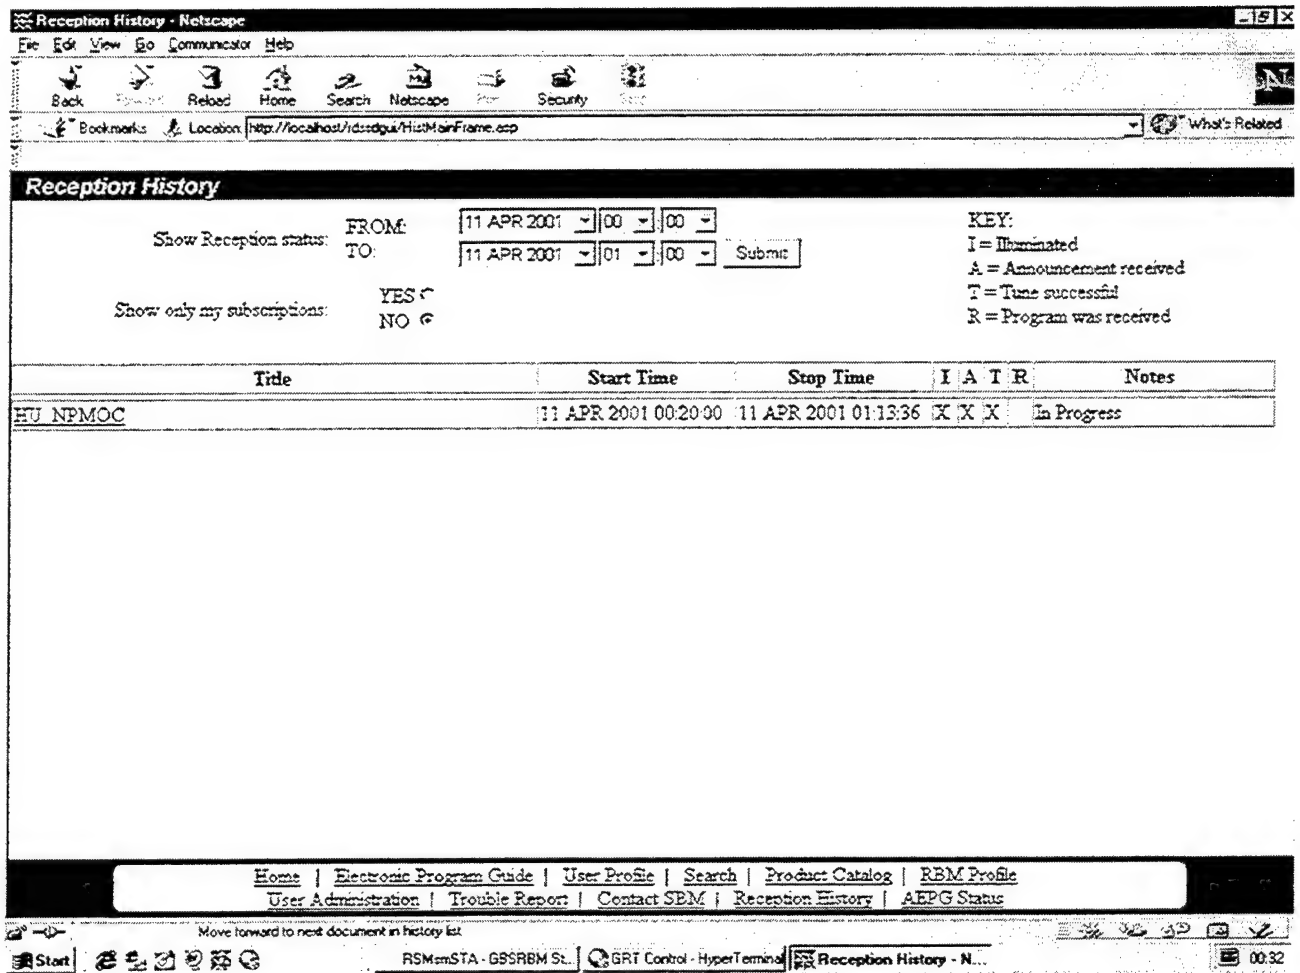 Reception History - Netscape
File Edit View Go Communicator Help
Back Forward Reload Home Search Netscape Print Security Stop
Bookmarks Location: http://localhost/rdssdgui/HistMainFrame.asp What's Related
Reception History
Show Reception status: FROM: 11 APR 2001 00 : 00
TO: 11 APR 2001 01 : 00 Submit
Show only my subscriptions: YES
NO
KEY:
I = Illuminated
A = Announcement received
T = Tune successful
R = Program was received
Title Start Time Stop Time I A T R Notes
HU_NPMOC 11 APR 2001 00:20:00 11 APR 2001 01:13:36 X X X In Progress
Home | Electronic Program Guide | User Profile | Search | Product Catalog | RBM Profile
User Administration | Trouble Report | Contact SBM | Reception History | AEPG Status
Move forward to next document in history list
Start RSMsmSTA - GBSRBM St... GRT Control - HyperTerminal Reception History - N... 00:32